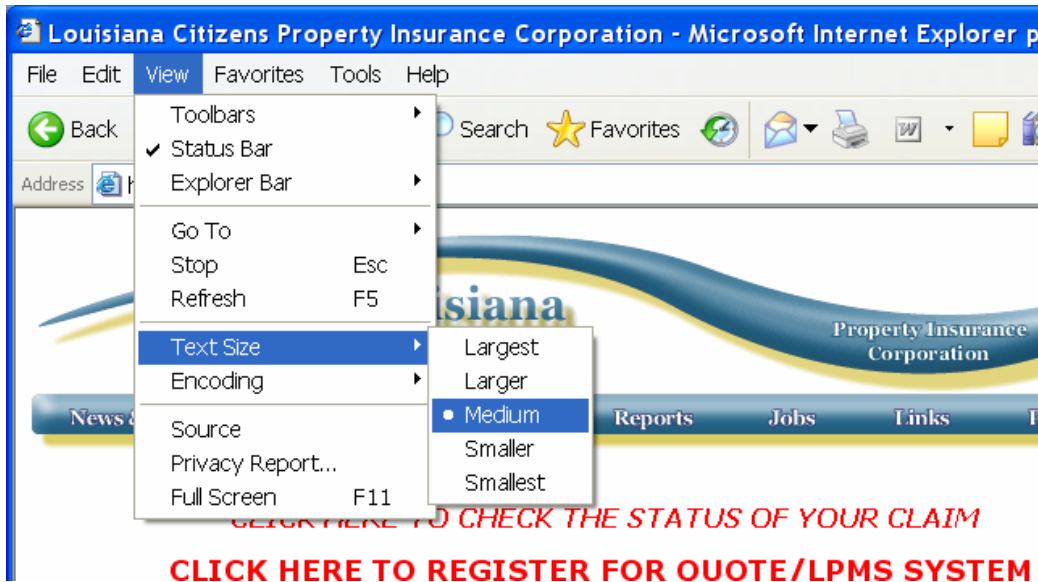 Louisiana Citizens Property Insurance Corporation - Microsoft Internet Explorer p
File Edit View Favorites Tools Help
Back Search Favorites
Address
Toolbars
Status Bar
Explorer Bar
Go To
Stop Esc
Refresh F5
Text Size
Encoding
Source
Privacy Report...
Full Screen F11
Largest
Larger
Medium
Smaller
Smallest
isiana
Property Insurance
Corporation
News & Reports Jobs Links
CLICK HERE TO CHECK THE STATUS OF YOUR CLAIM
CLICK HERE TO REGISTER FOR QUOTE/LPMS SYSTEM